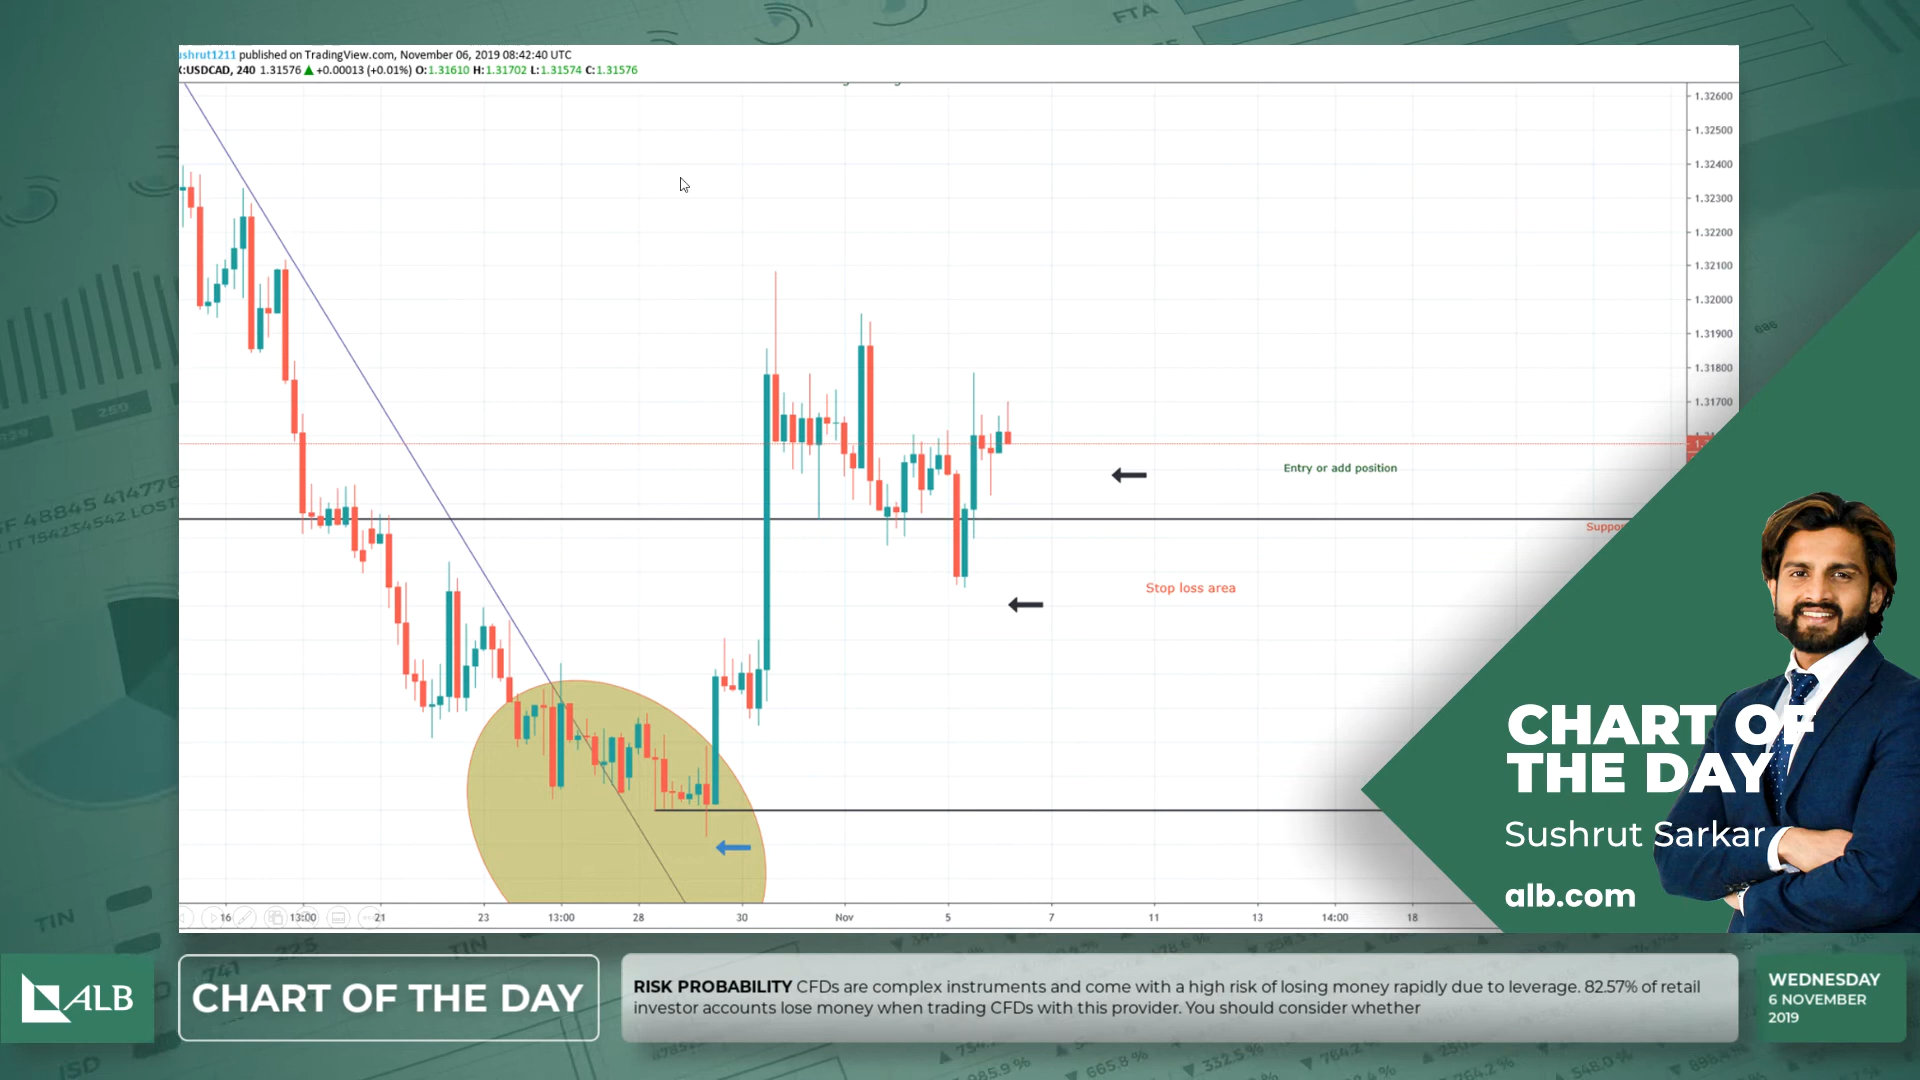 FTA
ushrut1211 published on TradingView.com, November 06, 2019 08:42:40 UTC
:USDCAD, 240 1.31576 ▲ +0.00013 (+0.01%) O:1.31610 H:1.31702 L:1.31574 C:1.31576
1.32600
1.32500
1.32400
1.32300
1.32200
1.32100
1.32000
1.31900
1.31800
1.31700
Entry or add position
Suppor
Stop loss area
16
13:00
21
23
13:00
28
30
Nov
5
7
11
13
14:00
18
CHART OF
THE DAY
Sushrut Sarkar
alb.com
ALB
CHART OF THE DAY
RISK PROBABILITY CFDs are complex instruments and come with a high risk of losing money rapidly due to leverage. 82.57% of retail
investor accounts lose money when trading CFDs with this provider. You should consider whether
WEDNESDAY
6 NOVEMBER
2019
TIN
TIN
741